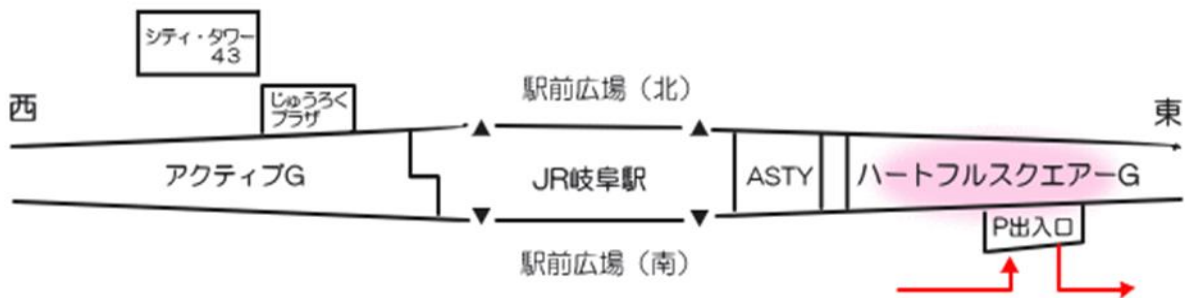 シティ・タワー
43
じゅうろく
プラザ
駅前広場（北）
西
東
アクティブG
JR岐阜駅
ASTY
ハートフルスクエアーG
P出入口
駅前広場（南）